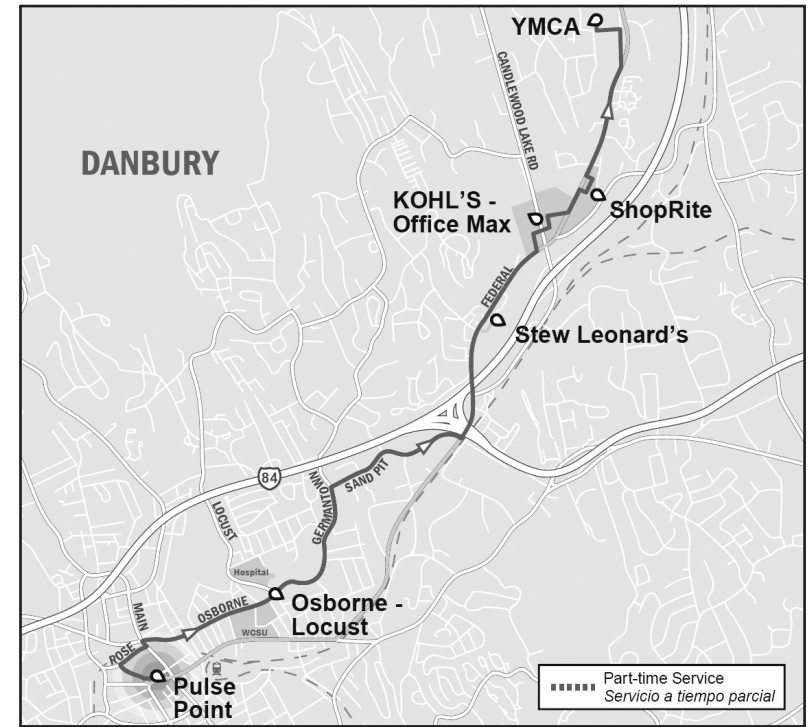 YMCA
CANDLEWOOD LAKE RD
DANBURY
KOHL'S -
Office Max
ShopRite
FEDERAL
Stew Leonard's
84
SAND PIT
GERMANTOWN
LOCUST
Hospital
Osborne -
Locust
OSBORNE
MAIN
WCSU
ROSE
Pulse
Point
Part-time Service
Servicio a tiempo parcial